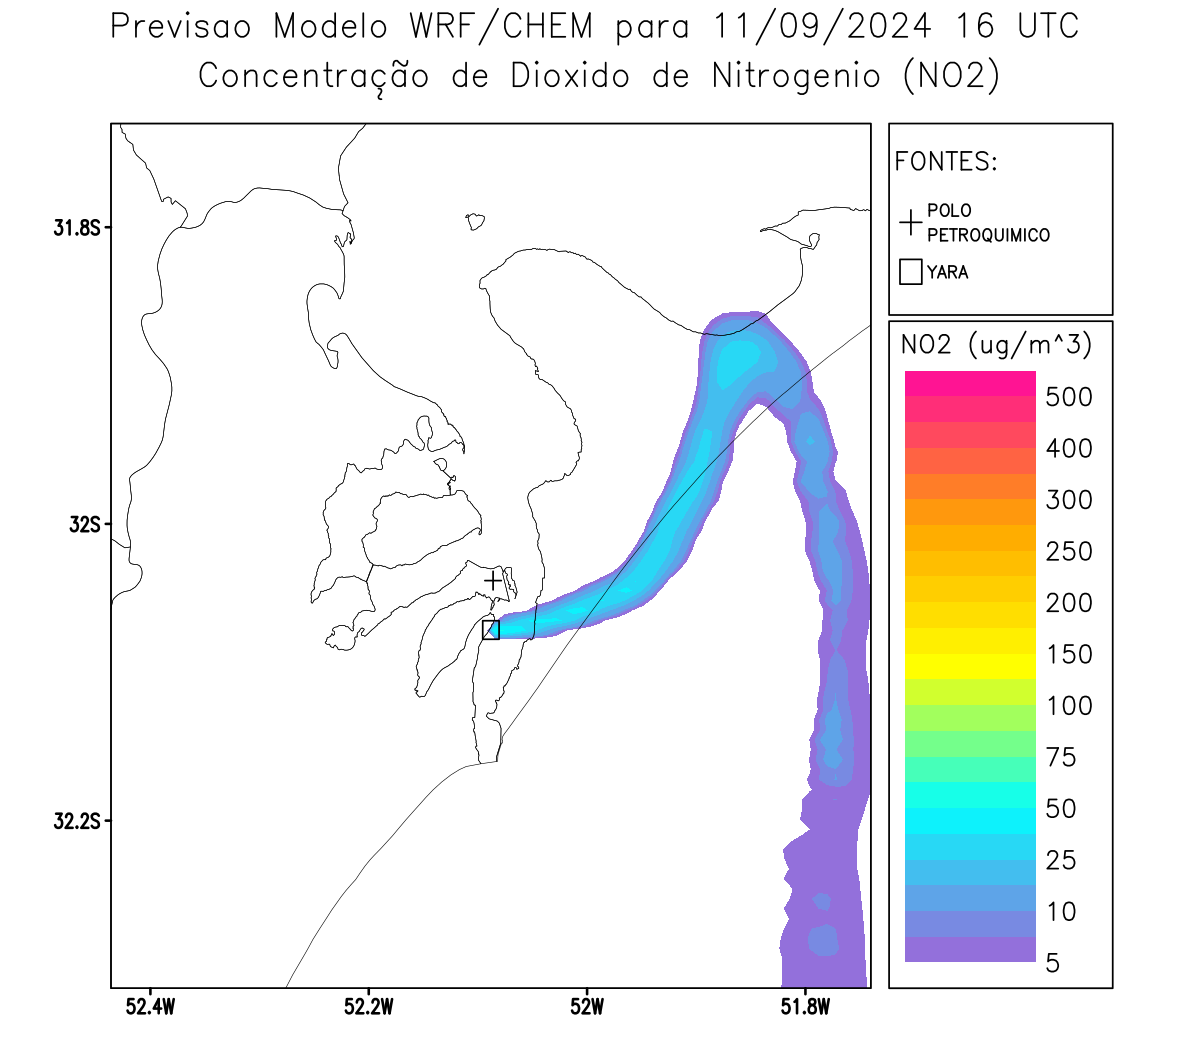 Previsao Modelo WRF/CHEM para 11/09/2024 16 UTC
Concentração de Dioxido de Nitrogenio (NO2)
FONTES:
POLO
PETROQUIMICO
YARA
NO2 (ug/m^3)
500
400
300
250
200
150
100
75
50
25
10
5
31.8S
32S
32.2S
52.4W
52.2W
52W
51.8W